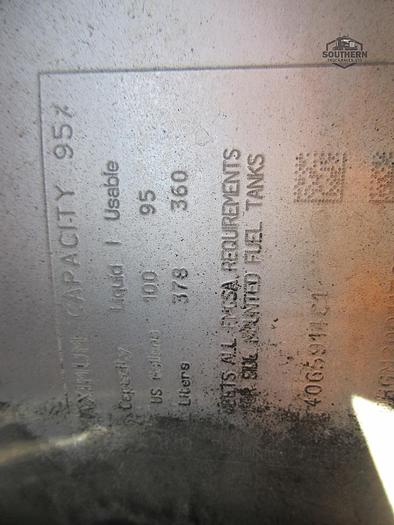 SOUTHERN
MAXIMUM CAPACITY 95%
Capacity Liquid | Usable
US Gallons 100 95
Liters 378 360
MEETS ALL FMCSA REQUIREMENTS
FOR SIDE MOUNTED FUEL TANKS